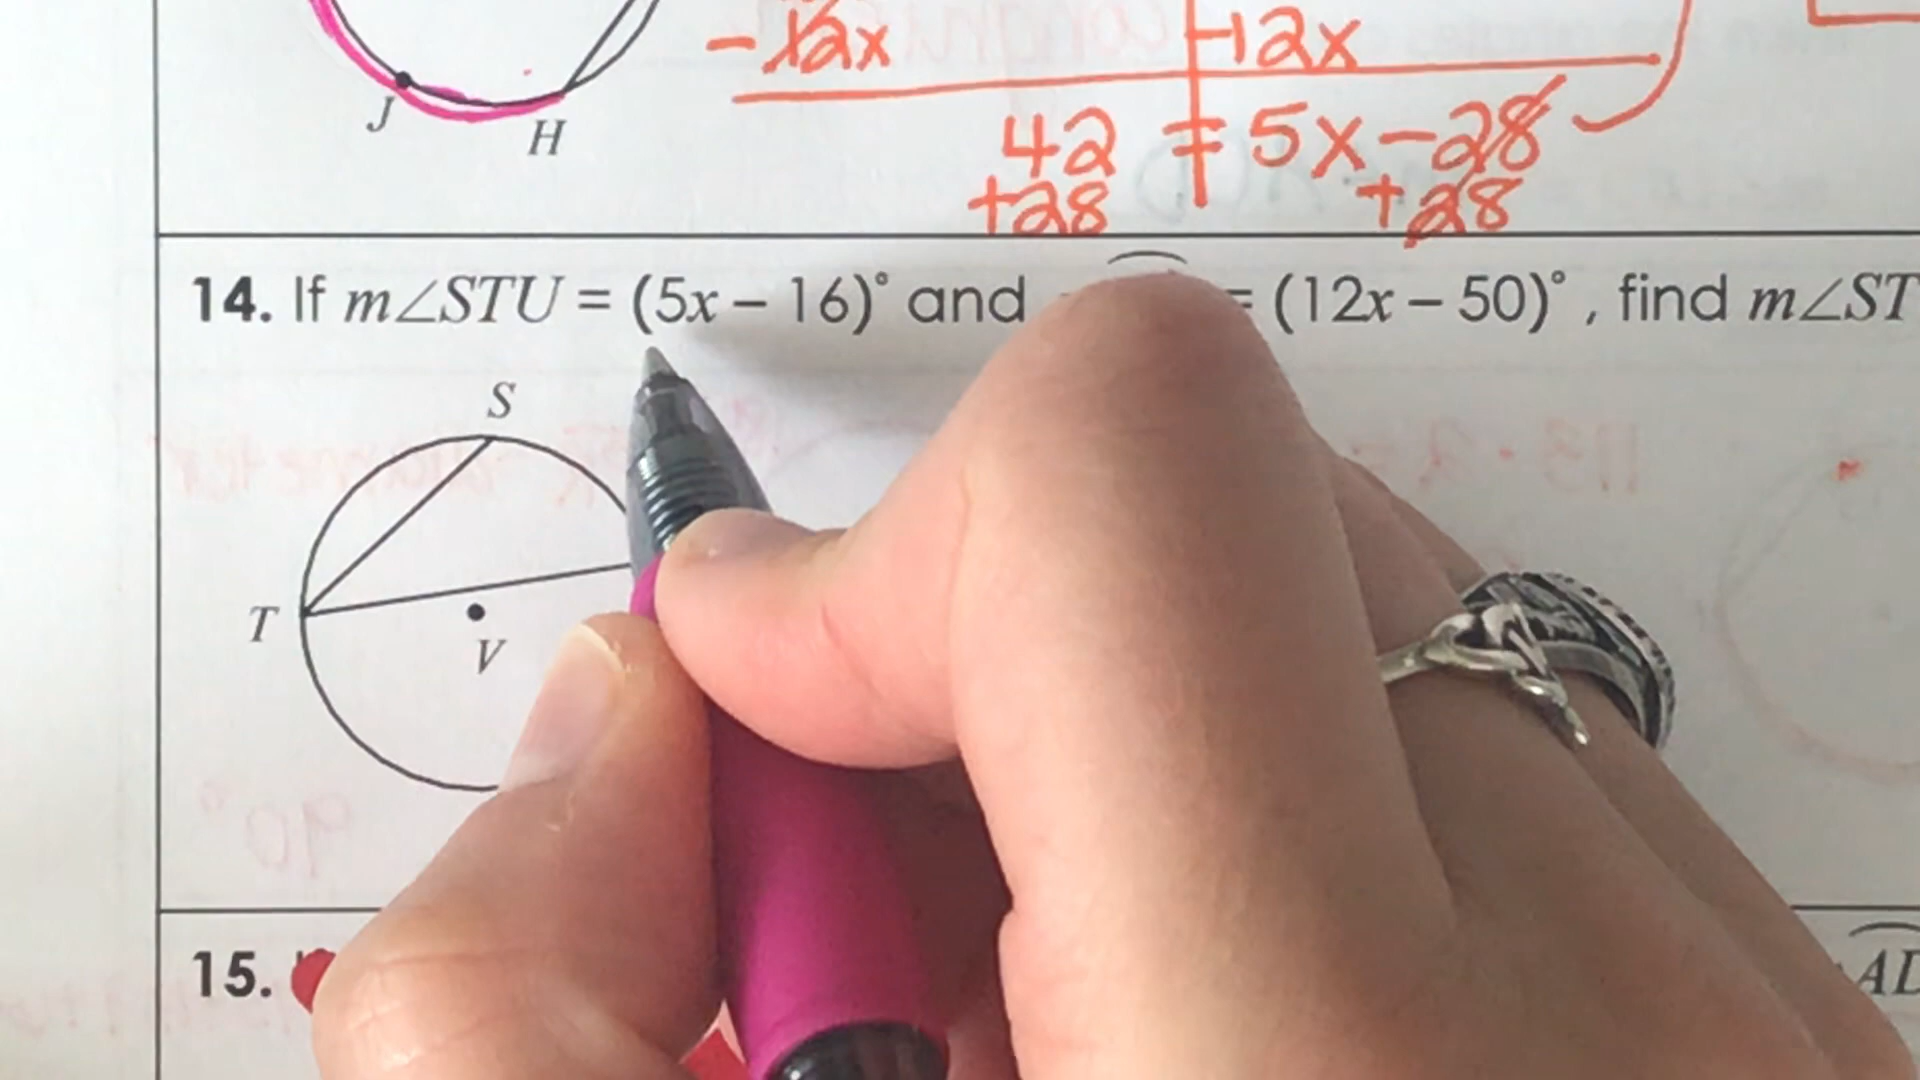 -12x -12x
42 = 5x-28
+28 +28
J
H
14. If m∠STU = (5x – 16)° and = (12x – 50)° , find m∠ST
S
T
V
15.
AD